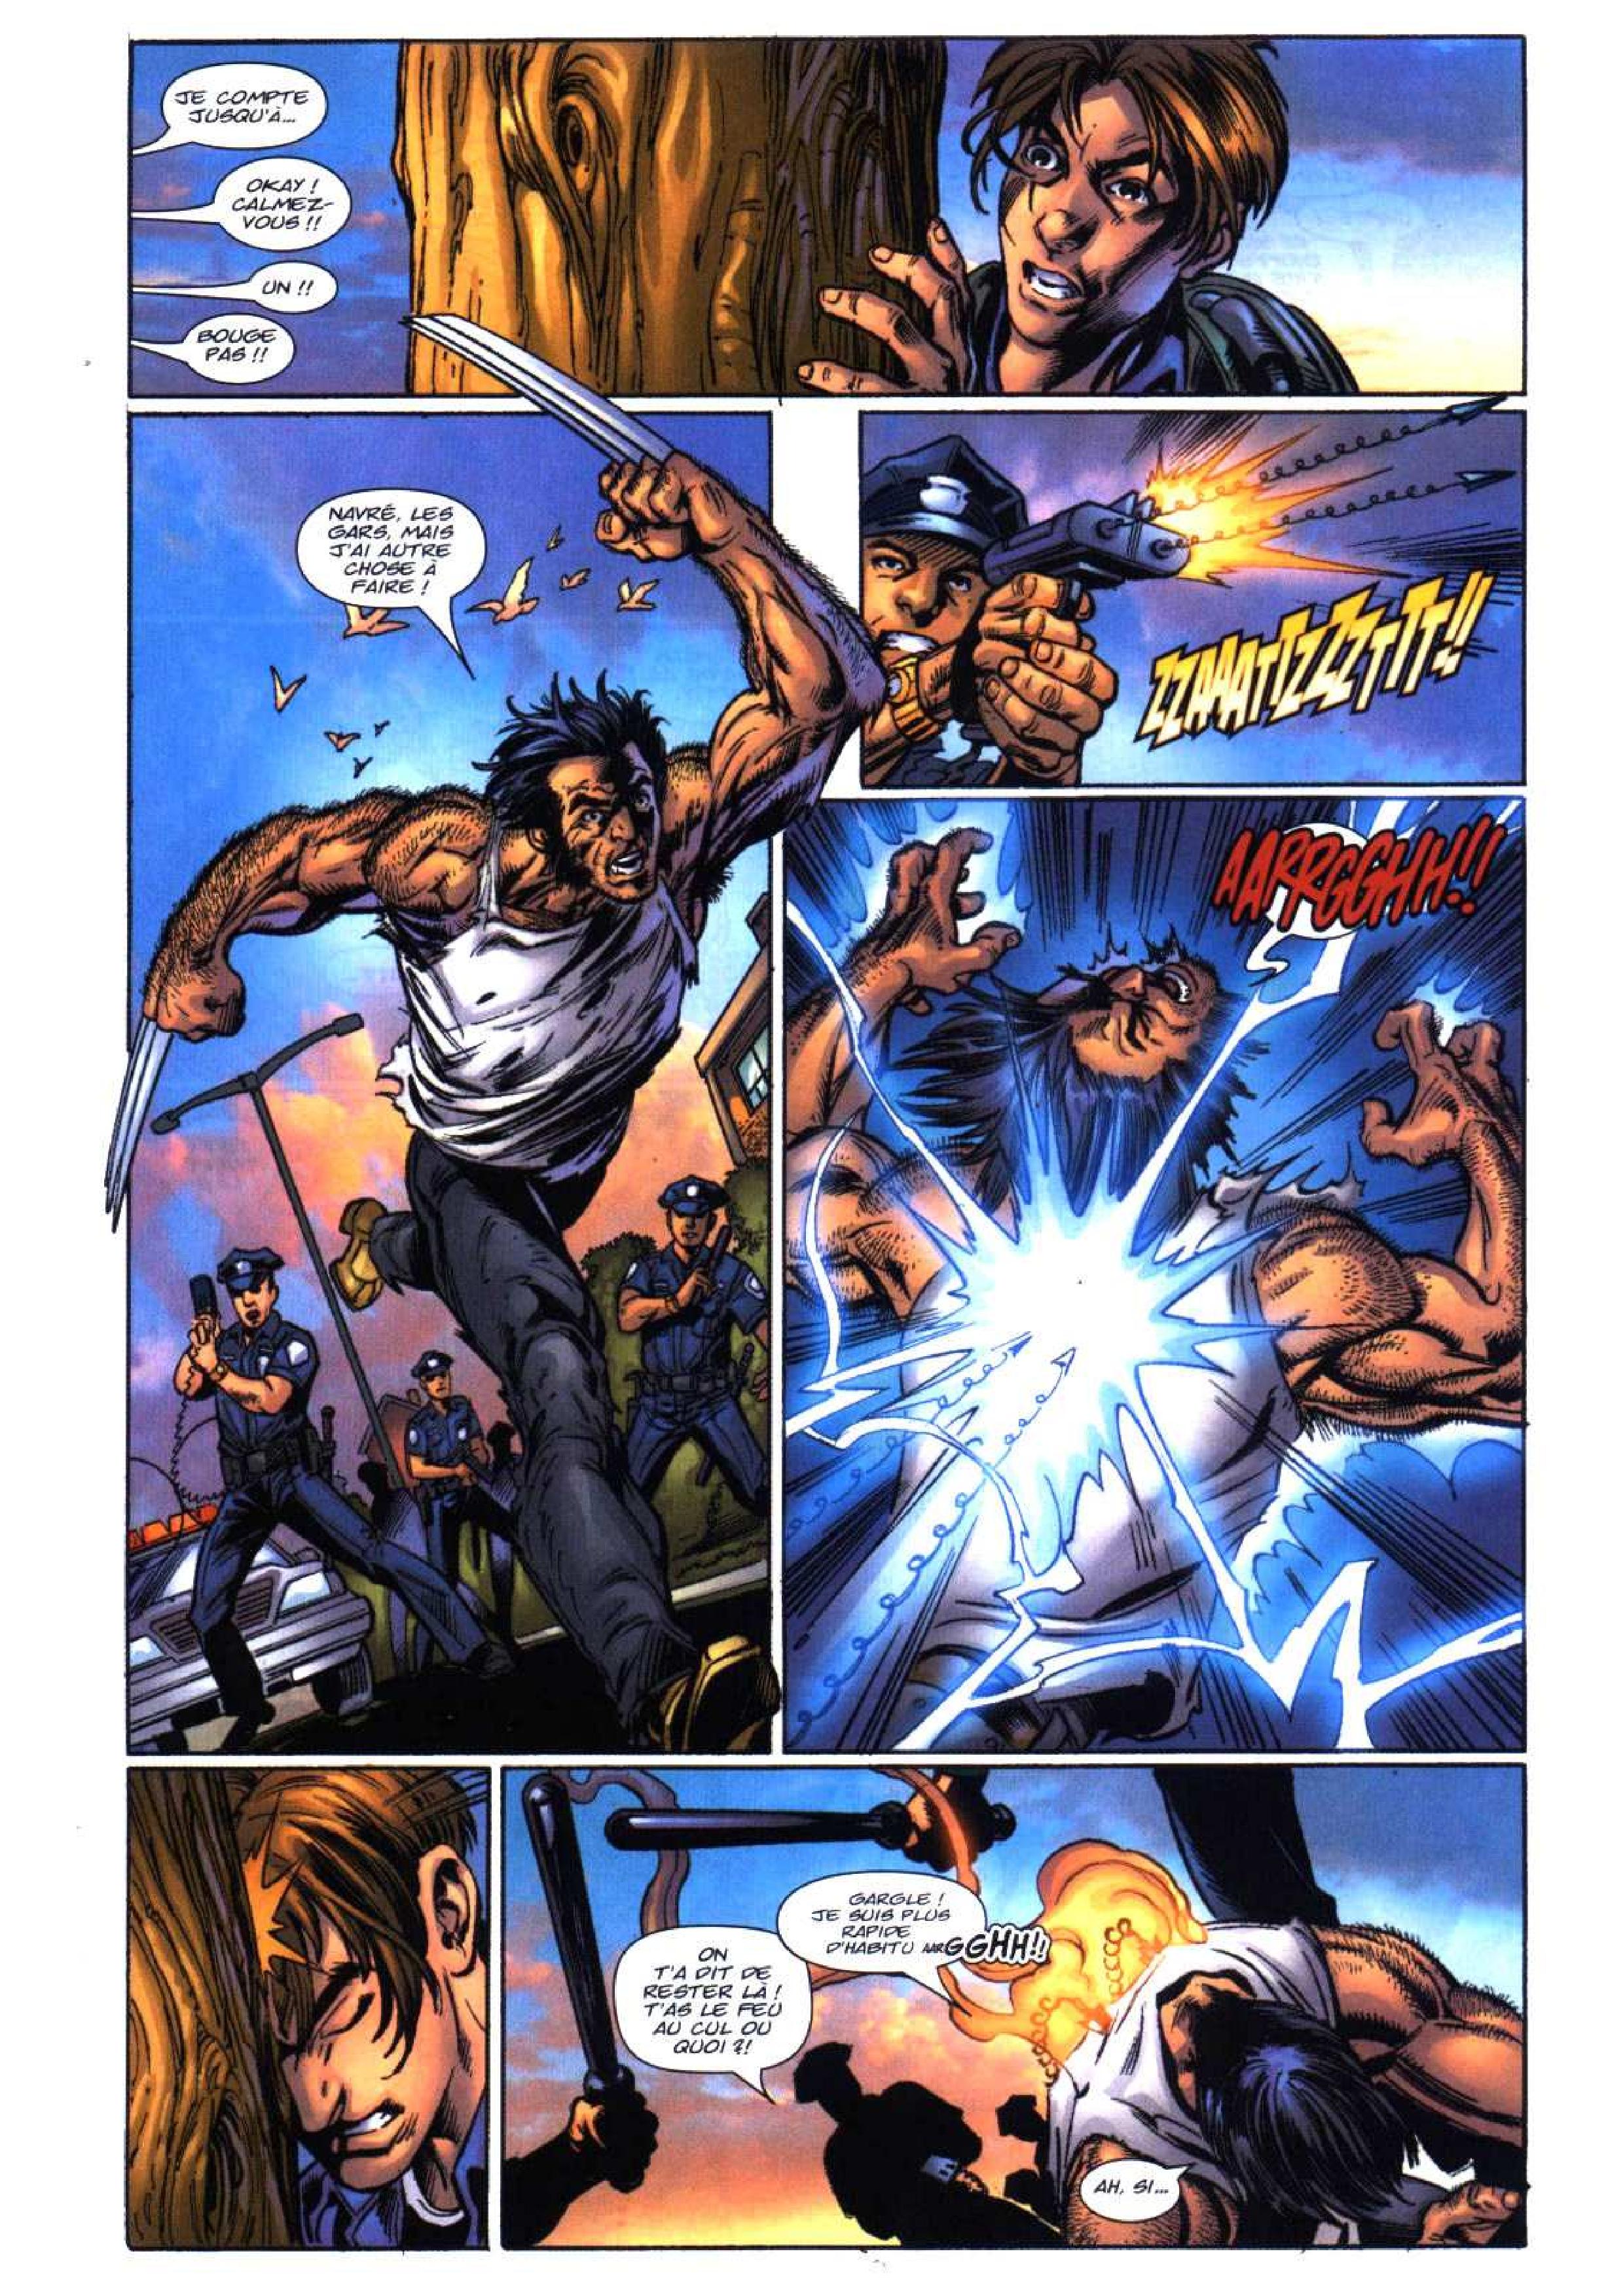 JE COMPTE
JUSQU'À...
OKAY !
CALMEZ-
VOUS !!
UN !!
BOUGE
PAS !!
NAVRÉ, LES
GARS, MAIS
J'AI AUTRE
CHOSE À
FAIRE !
ZZAAATTZZZZTTT!!
AARRGGHH!!
GARGLE !
JE SUIS PLUS
RAPIDE
D'HABITU AARGGGHH!!
ON
T'A DIT DE
RESTER LÀ !
T'AS LE FEU
AU CUL OU
QUOI ?!
AH, SI...